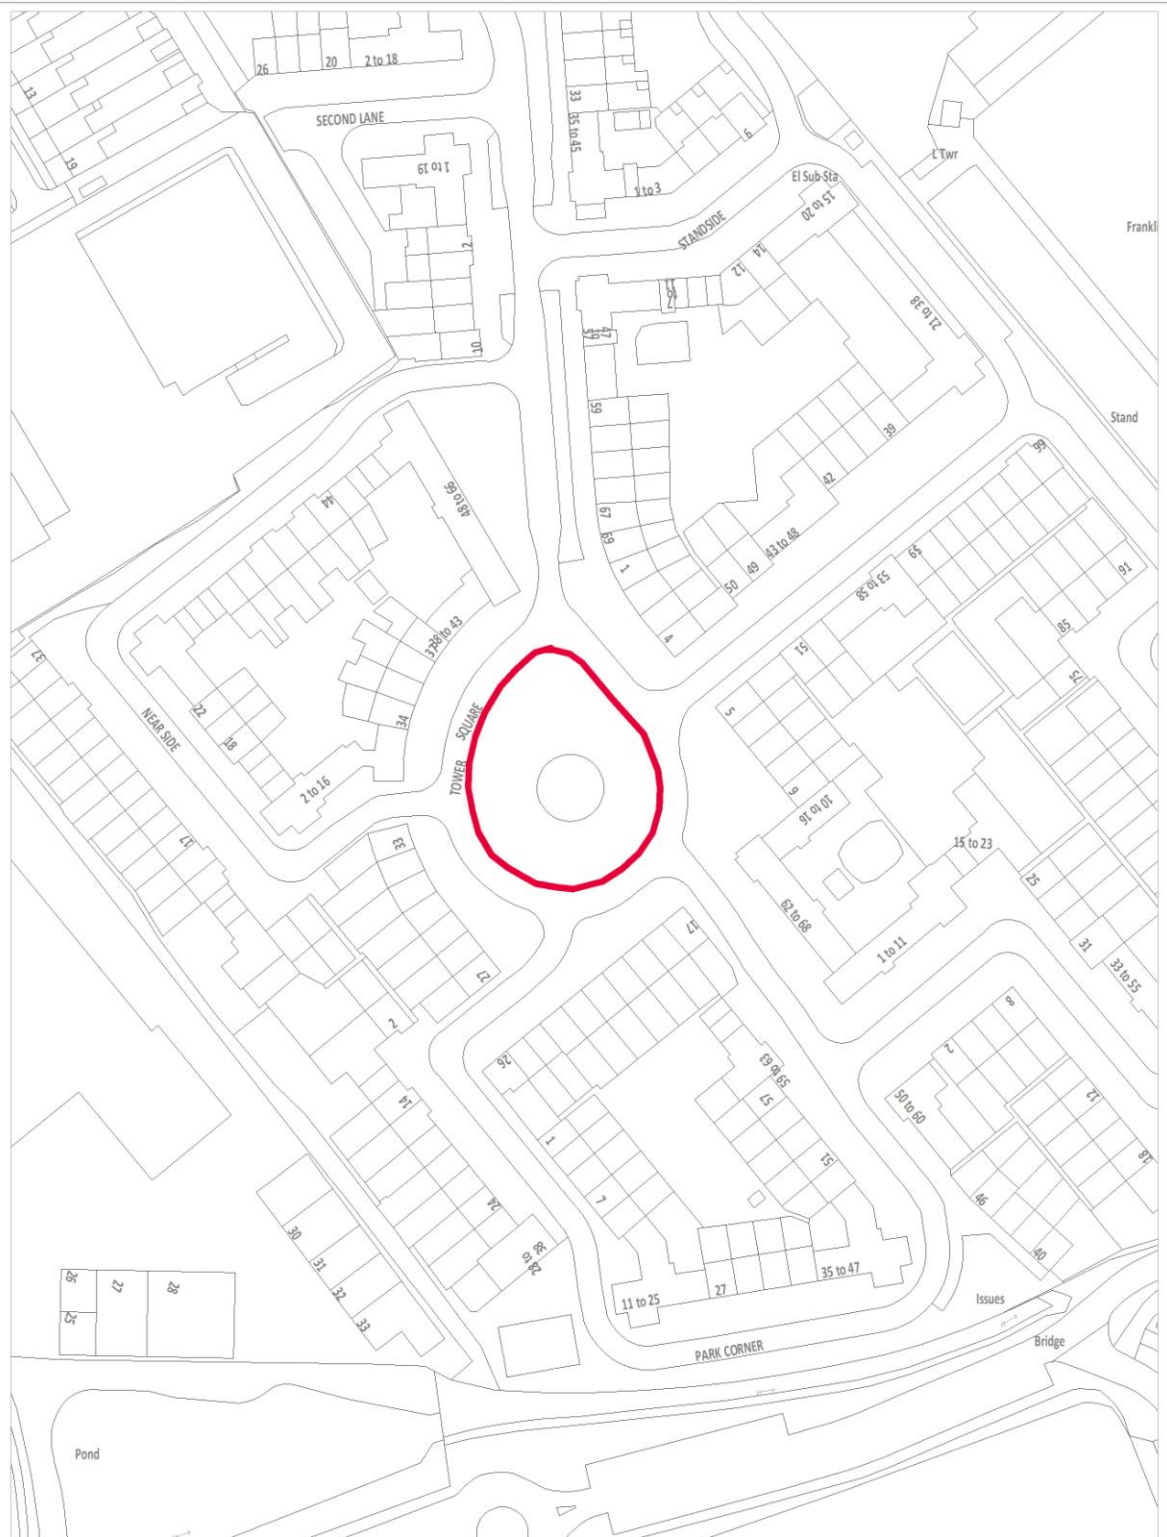 26
20
2 to 18
13
33
SECOND LANE
35 to 45
6
19
1 to 19
L Twr
El Sub Sta
1 to 3
15 to 20
STANDSIDE
Frankli
2
14
12
21 to 38
10
59
Stand
39
42
44
48 to 66
67
69
43 to 48
1
49
50
65
53 to 58
91
85
4
51
38 to 43
37
37
75
22
34
SQUARE
5
NEAR SIDE
18
TOWER
2 to 16
9
10 to 16
17
33
15 to 23
25
62 to 68
17
1 to 11
31
33 to 55
27
2
8
26
2
59 to 63
57
12
50 to 60
14
1
51
18
7
46
24
30
28 to 38
40
31
32
26
27
28
35 to 47
27
11 to 25
Issues
25
33
PARK CORNER
Bridge
Pond